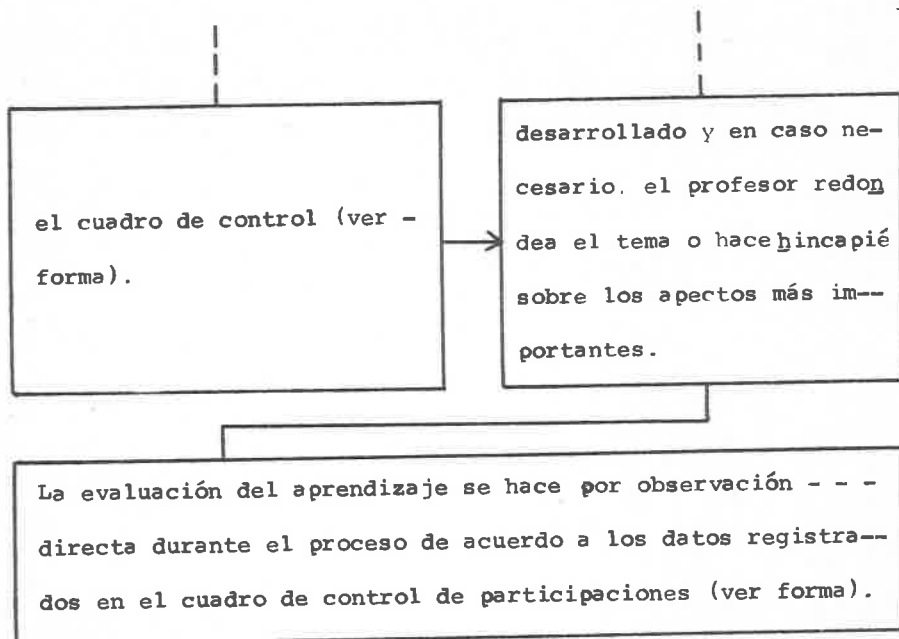 el cuadro de control (ver -
forma).
desarrollado y en caso ne-
cesario. el profesor redon
dea el tema o hace hincapié
sobre los apectos más im--
portantes.
La evaluación del aprendizaje se hace por observación - - -
directa durante el proceso de acuerdo a los datos registra--
dos en el cuadro de control de participaciones (ver forma).